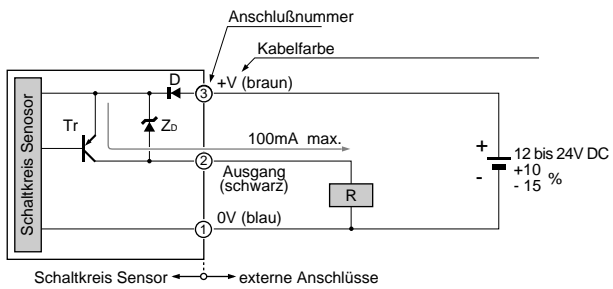 Anschlußnummer
Kabelfarbe
D
3
+V (braun)
Tr
ZD
100mA max.
2
Ausgang
(schwarz)
R
+
-
12 bis 24V DC
+10
- 15 %
Schaltkreis Senosor
1
0V (blau)
Schaltkreis Sensor
externe Anschlüsse